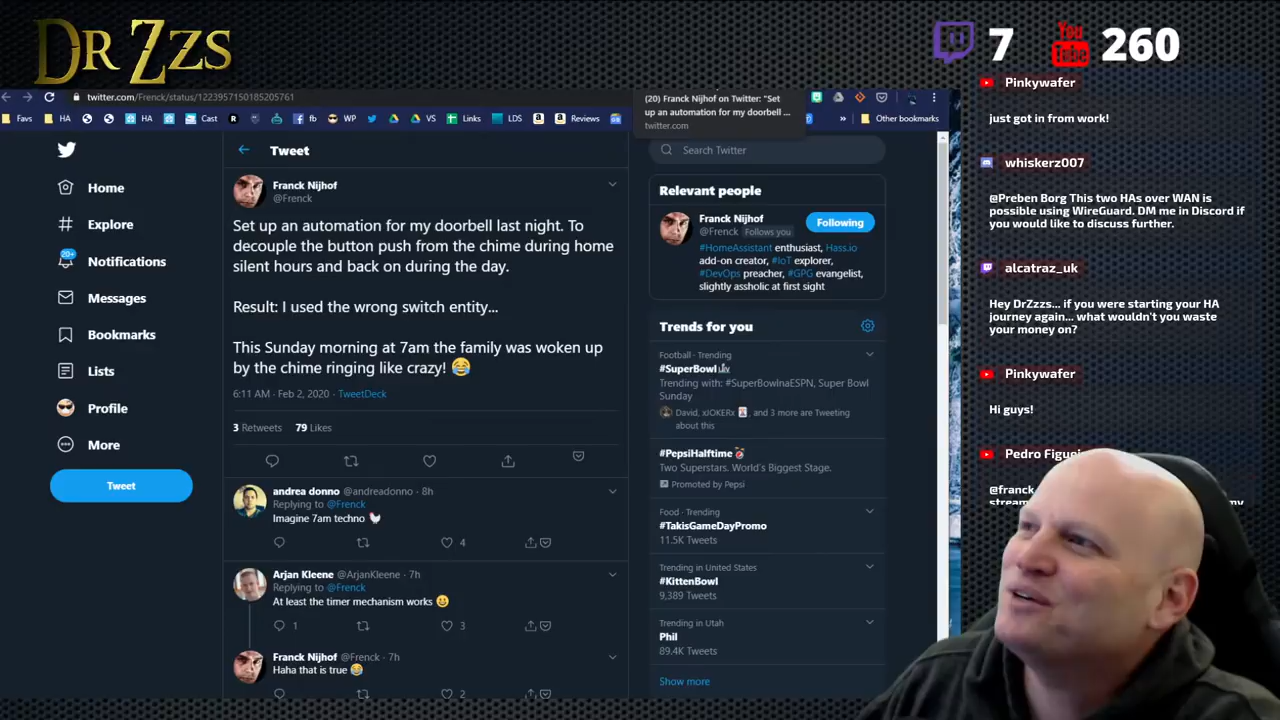 DR ZZS
7
You Tube
260
twitter.com/Frenck/status/1223957150185205761
(20) Franck Nijhof on Twitter: "Set
up an automation for my doorbell ...
twitter.com
Favs
HA
HA
Cast
fb
WP
VS
Links
LDS
Reviews
»
Other bookmarks
Home
Explore
20+
Notifications
Messages
Bookmarks
Lists
Profile
More
Tweet
Tweet
Franck Nijhof
@Frenck
Set up an automation for my doorbell last night. To
decouple the button push from the chime during home
silent hours and back on during the day.
Result: I used the wrong switch entity...
This Sunday morning at 7am the family was woken up
by the chime ringing like crazy! 😂
6:11 AM · Feb 2, 2020 · TweetDeck
3 Retweets 79 Likes
andrea donno @andreadonno · 8h
Replying to @Frenck
Imagine 7am techno 🐓
4
Arjan Kleene @ArjanKleene · 7h
Replying to @Frenck
At least the timer mechanism works 😀
1
3
Franck Nijhof @Frenck · 7h
Haha that is true 😂
2
Search Twitter
Relevant people
Franck Nijhof
@Frenck Follows you
Following
#HomeAssistant enthusiast, Hass.io
add-on creator, #IoT explorer,
#DevOps preacher, #GPG evangelist,
slightly assholic at first sight
Trends for you
Football · Trending
#SuperBowl
Trending with: #SuperBowlnaESPN, Super Bowl
Sunday
David, xJOKERx, and 3 more are Tweeting
about this
#PepsiHalftime
Two Superstars. World's Biggest Stage.
Promoted by Pepsi
Food · Trending
#TakisGameDayPromo
11.5K Tweets
Trending in United States
#KittenBowl
9,389 Tweets
Trending in Utah
Phil
89.4K Tweets
Show more
Pinkywafer
just got in from work!
whiskerz007
@Preben Borg This two HAs over WAN is
possible using WireGuard. DM me in Discord if
you would like to discuss further.
alcatraz_uk
Hey DrZzzs... if you were starting your HA
journey again... what wouldn't you waste
your money on?
Pinkywafer
Hi guys!
Pedro
@franck